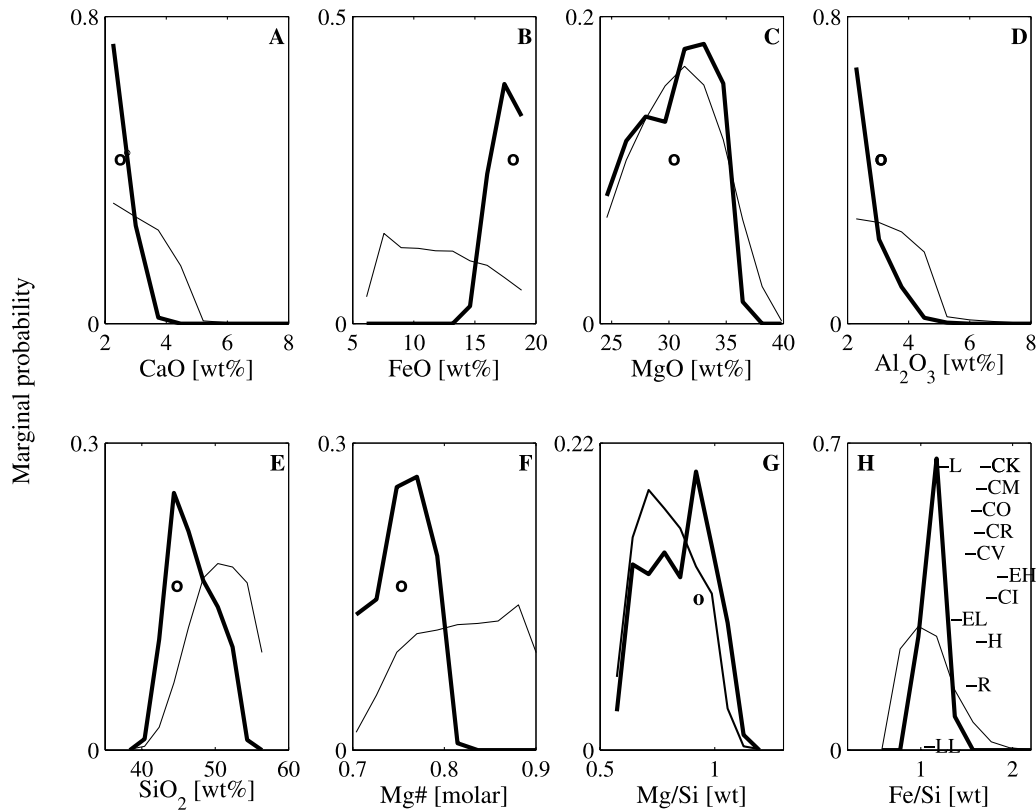 0.8
A
0
2 4 6 8
CaO [wt%]
0.5
B
0
5 10 15 20
FeO [wt%]
0.2
C
0
25 30 35 40
MgO [wt%]
0.8
D
0
2 4 6 8
Al2O3 [wt%]
Marginal probability
0.3
E
0
40 50 60
SiO2 [wt%]
0.3
F
0
0.7 0.8 0.9
Mg# [molar]
0.22
G
0
0.5 1
Mg/Si [wt]
0.7
H
–L –CK
–CM
–CO
–CR
–CV
–EH
–CI
–EL
–H
–R
–LL
0
1 2
Fe/Si [wt]